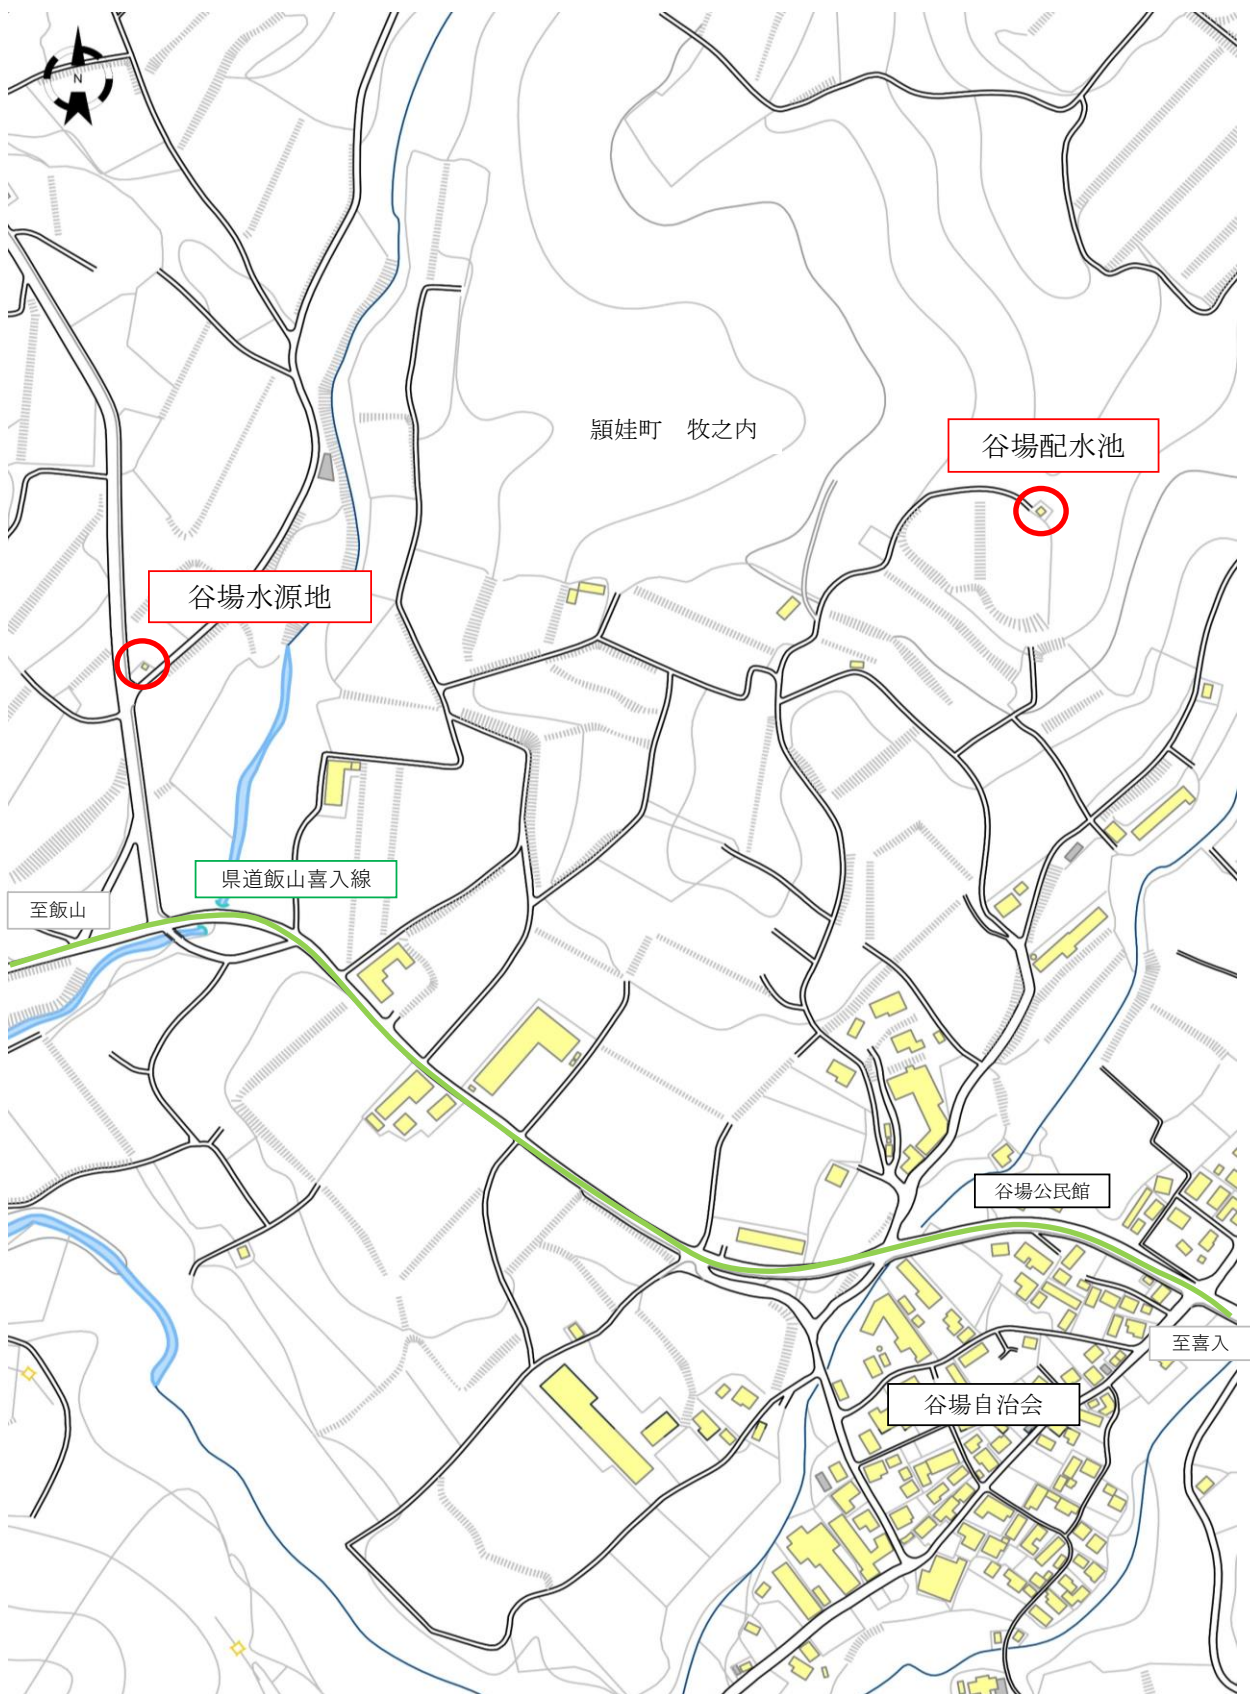 N
頴娃町　牧之内
谷場配水池
谷場水源地
県道飯山喜入線
至飯山
谷場公民館
至喜入
谷場自治会